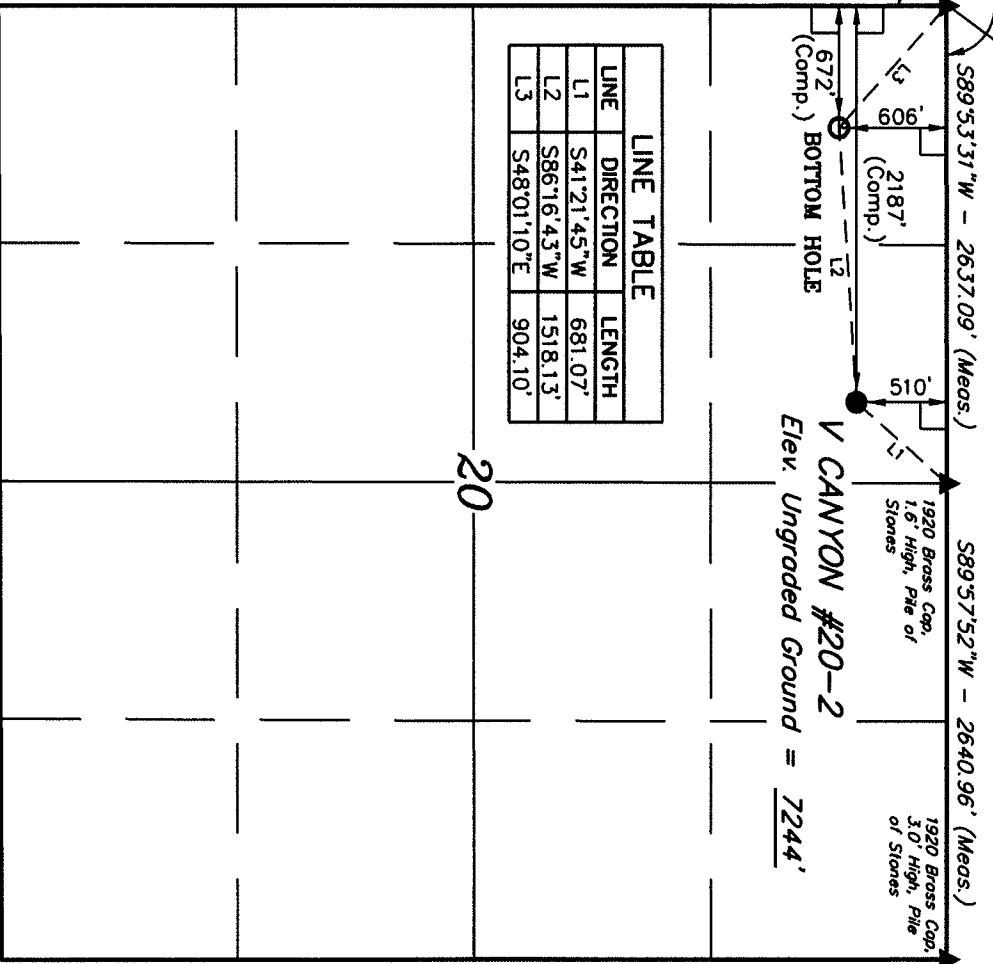 S89°53'31"W - 2637.09' (Meas.)
S89°57'52"W - 2640.96' (Meas.)
1920 Brass Cap,
1.6' High, Pile of
Stones
1920 Brass Cap,
3.0' High, Pile
of Stones
L3
606'
510'
L1
2187'
(Comp.)
672'
(Comp.)
L2
BOTTOM HOLE
V CANYON #20-2
Elev. Ungraded Ground = 7244'
LINE TABLE
LINE DIRECTION LENGTH
L1 S41°21'45"W 681.07'
L2 S86°16'43"W 1518.13'
L3 S48°01'10"E 904.10'
20